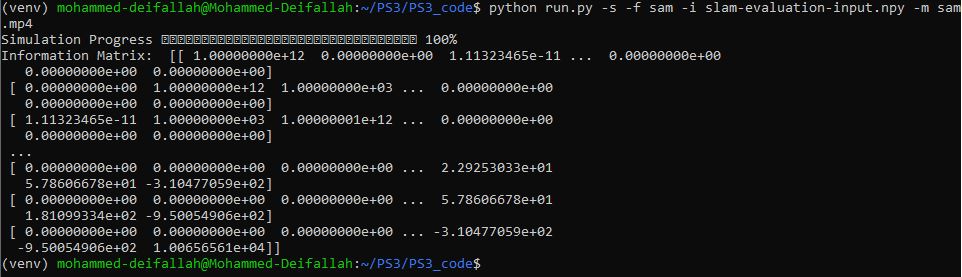 (venv) mohammed-deifallah@Mohammed-Deifallah:~/PS3/PS3_code$ python run.py -s -f sam -i slam-evaluation-input.npy -m sam
.mp4
Simulation Progress 100%
Information Matrix:  [[ 1.00000000e+12  0.00000000e+00  1.11323465e-11 ...  0.00000000e+00
   0.00000000e+00  0.00000000e+00]
 [ 0.00000000e+00  1.00000000e+12  1.00000000e+03 ...  0.00000000e+00
   0.00000000e+00  0.00000000e+00]
 [ 1.11323465e-11  1.00000000e+03  1.00000001e+12 ...  0.00000000e+00
   0.00000000e+00  0.00000000e+00]
 ...
 [ 0.00000000e+00  0.00000000e+00  0.00000000e+00 ...  2.29253033e+01
   5.78606678e+01 -3.10477059e+02]
 [ 0.00000000e+00  0.00000000e+00  0.00000000e+00 ...  5.78606678e+01
   1.81099334e+02 -9.50054906e+02]
 [ 0.00000000e+00  0.00000000e+00  0.00000000e+00 ... -3.10477059e+02
  -9.50054906e+02  1.00656561e+04]]
(venv) mohammed-deifallah@Mohammed-Deifallah:~/PS3/PS3_code$